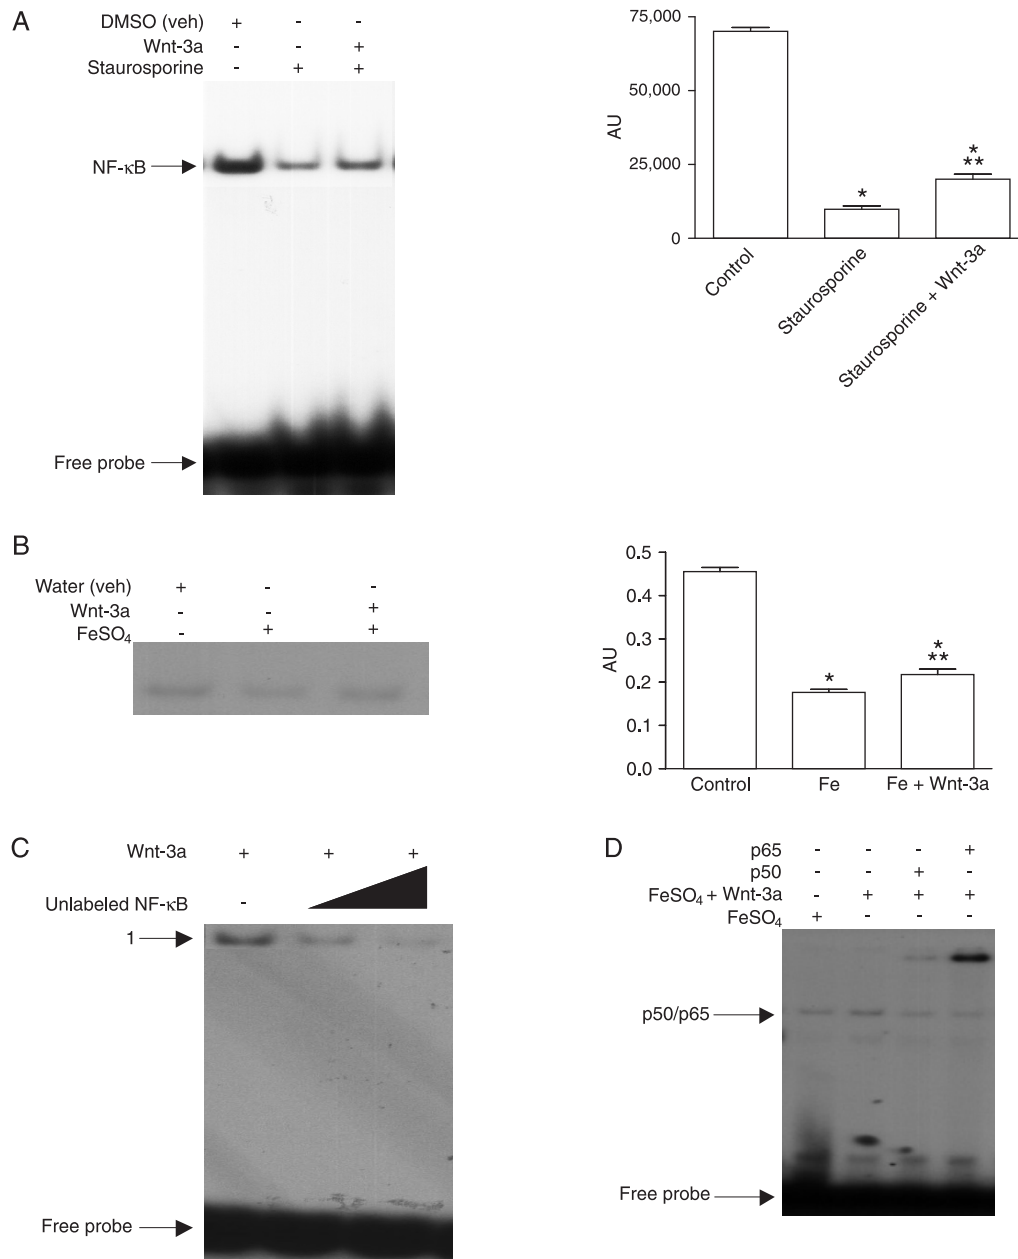 A
DMSO (veh) + - -
Wnt-3a - - +
Staurosporine - + +
NF-κB
Free probe
75,000
50,000
25,000
0
AU
*
*
**
Control
Staurosporine
Staurosporine + Wnt-3a
B
Water (veh) + - -
Wnt-3a - - +
FeSO4 - + +
0.5
0.4
0.3
0.2
0.1
0.0
AU
*
*
**
Control Fe Fe + Wnt-3a
C
Wnt-3a + + +
Unlabeled NF-κB -
1
Free probe
D
p65 - - - +
p50 - - + -
FeSO4 + Wnt-3a - + + +
FeSO4 + - - -
p50/p65
Free probe